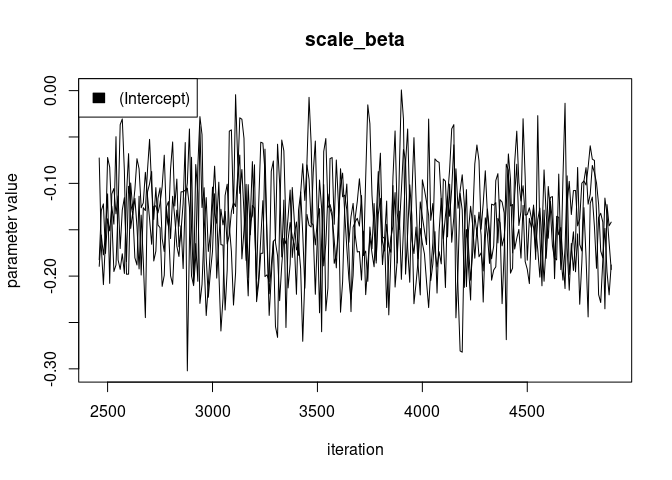 scale_beta
(Intercept)
parameter value
0.00
-0.10
-0.20
-0.30
2500 3000 3500 4000 4500
iteration